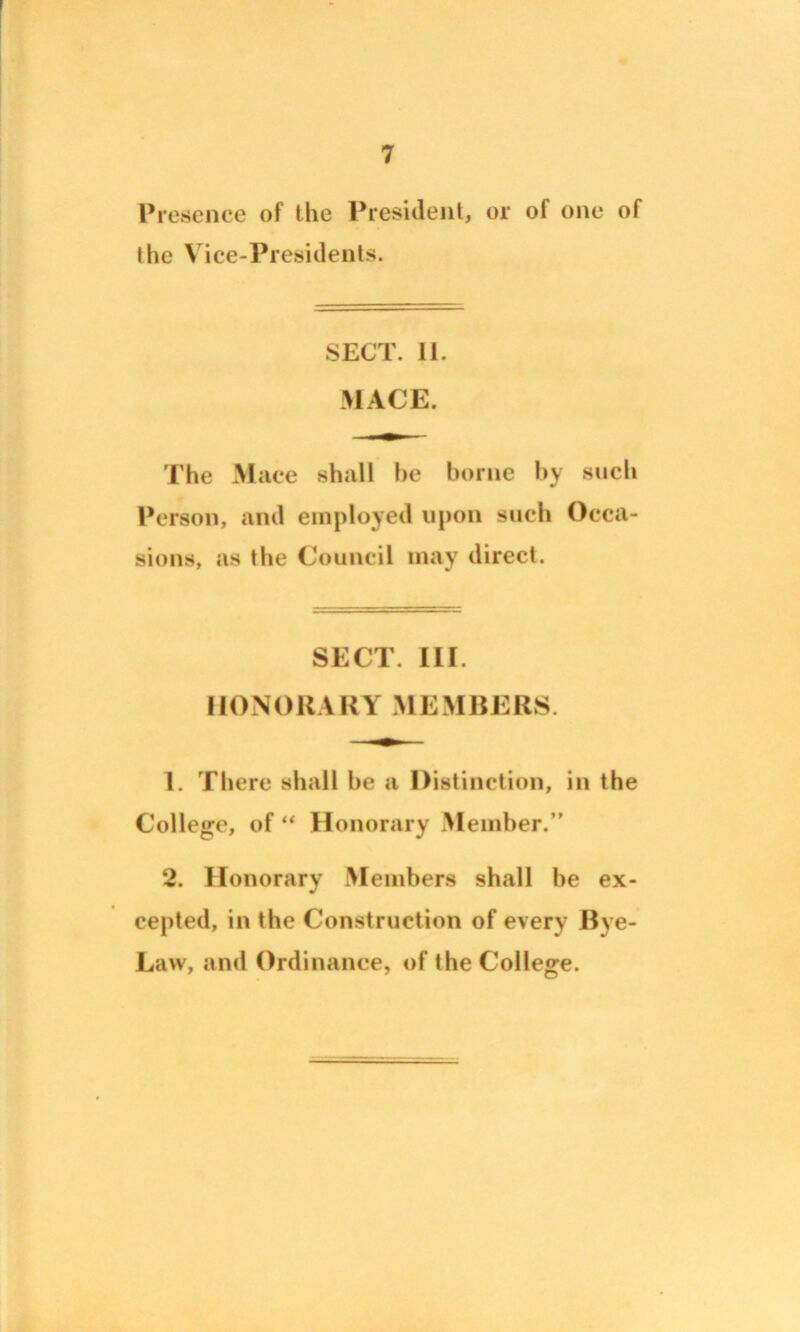 7
Presence of the President, or of one of
the Vice-Presidents.
SECT. II.
MACE.
The Mace shall be borne by such
Person, and employed upon such Occa-
sions, as the Council may direct.
SECT. III.
HONORARY MEMBERS.
1. There shall be a Distinction, in the
College, of “ Honorary Member.”
2. Honorary Members shall be ex-
cepted, in the Construction of every Bye-
Law, and Ordinance, of the College.